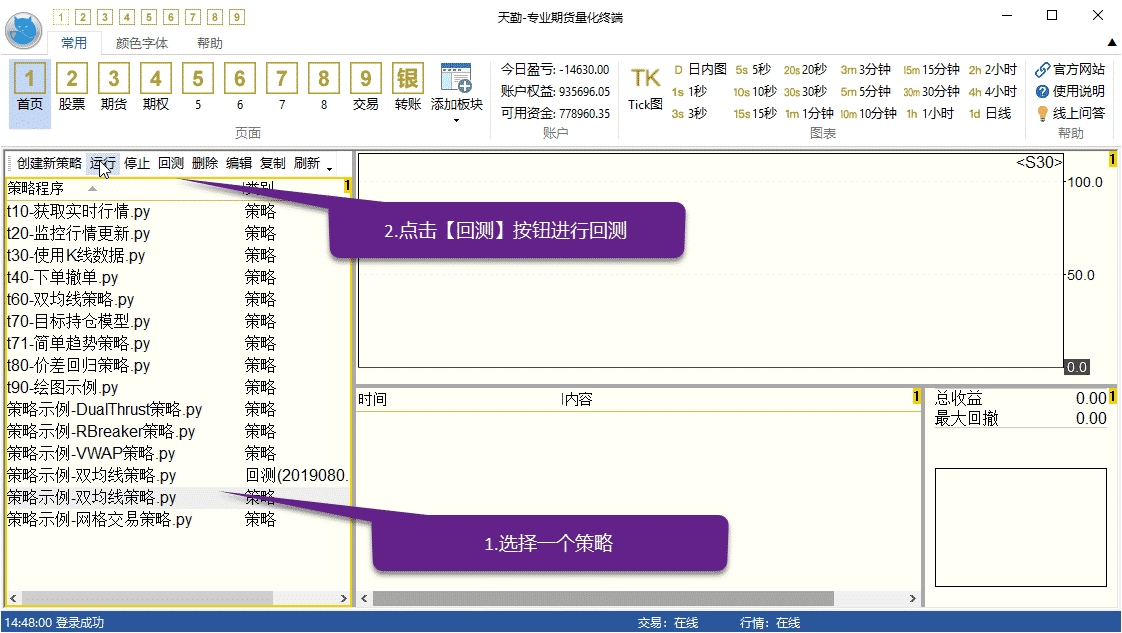 1 2 3 4 5 6 7 8 9
天勤-专业期货量化终端
常用 颜色字体 帮助
1 2 3 4 5 6 7 8 9 银
首页 股票 期货 期权 5 6 7 8 交易 转账 添加板块
页面
今日盈亏: -14630.00
账户权益: 935696.05
可用资金: 778960.35
账户
TK
Tick图
D 日内图 5s 5秒 20s 20秒 3m 3分钟 15m 15分钟 2h 2小时
1s 1秒 10s 10秒 30s 30秒 5m 5分钟 30m 30分钟 4h 4小时
3s 3秒 15s 15秒 1m 1分钟 10m 10分钟 1h 1小时 1d 日线
图表
官方网站
使用说明
线上问答
帮助
创建新策略 运行 停止 回测 删除 编辑 复制 刷新
策略程序 类别 1
t10-获取实时行情.py 策略
t20-监控行情更新.py 策略
t30-使用K线数据.py 策略
t40-下单撤单.py 策略
t60-双均线策略.py 策略
t70-目标持仓模型.py 策略
t71-简单趋势策略.py 策略
t80-价差回归策略.py 策略
t90-绘图示例.py 策略
策略示例-DualThrust策略.py 策略
策略示例-RBreaker策略.py 策略
策略示例-VWAP策略.py 策略
策略示例-双均线策略.py 回测(2019080.
策略示例-双均线策略.py 策略
策略示例-网格交易策略.py 策略
2.点击【回测】按钮进行回测
1.选择一个策略
<S30> 1
100.0
50.0
0.0
时间 内容 1
总收益 0.00 1
最大回撤 0.00
14:48:00 登录成功 交易: 在线 行情: 在线